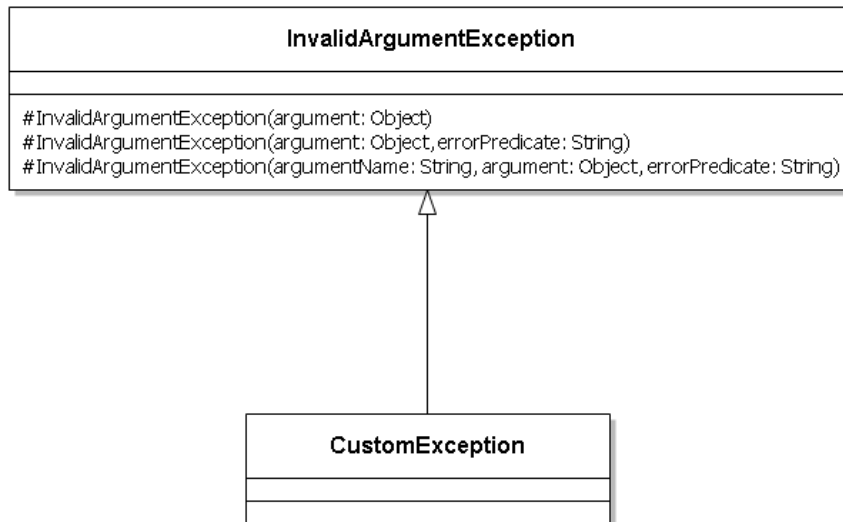 InvalidArgumentException
#InvalidArgumentException(argument: Object)
#InvalidArgumentException(argument: Object,errorPredicate: String)
#InvalidArgumentException(argumentName: String, argument: Object, errorPredicate: String)
CustomException